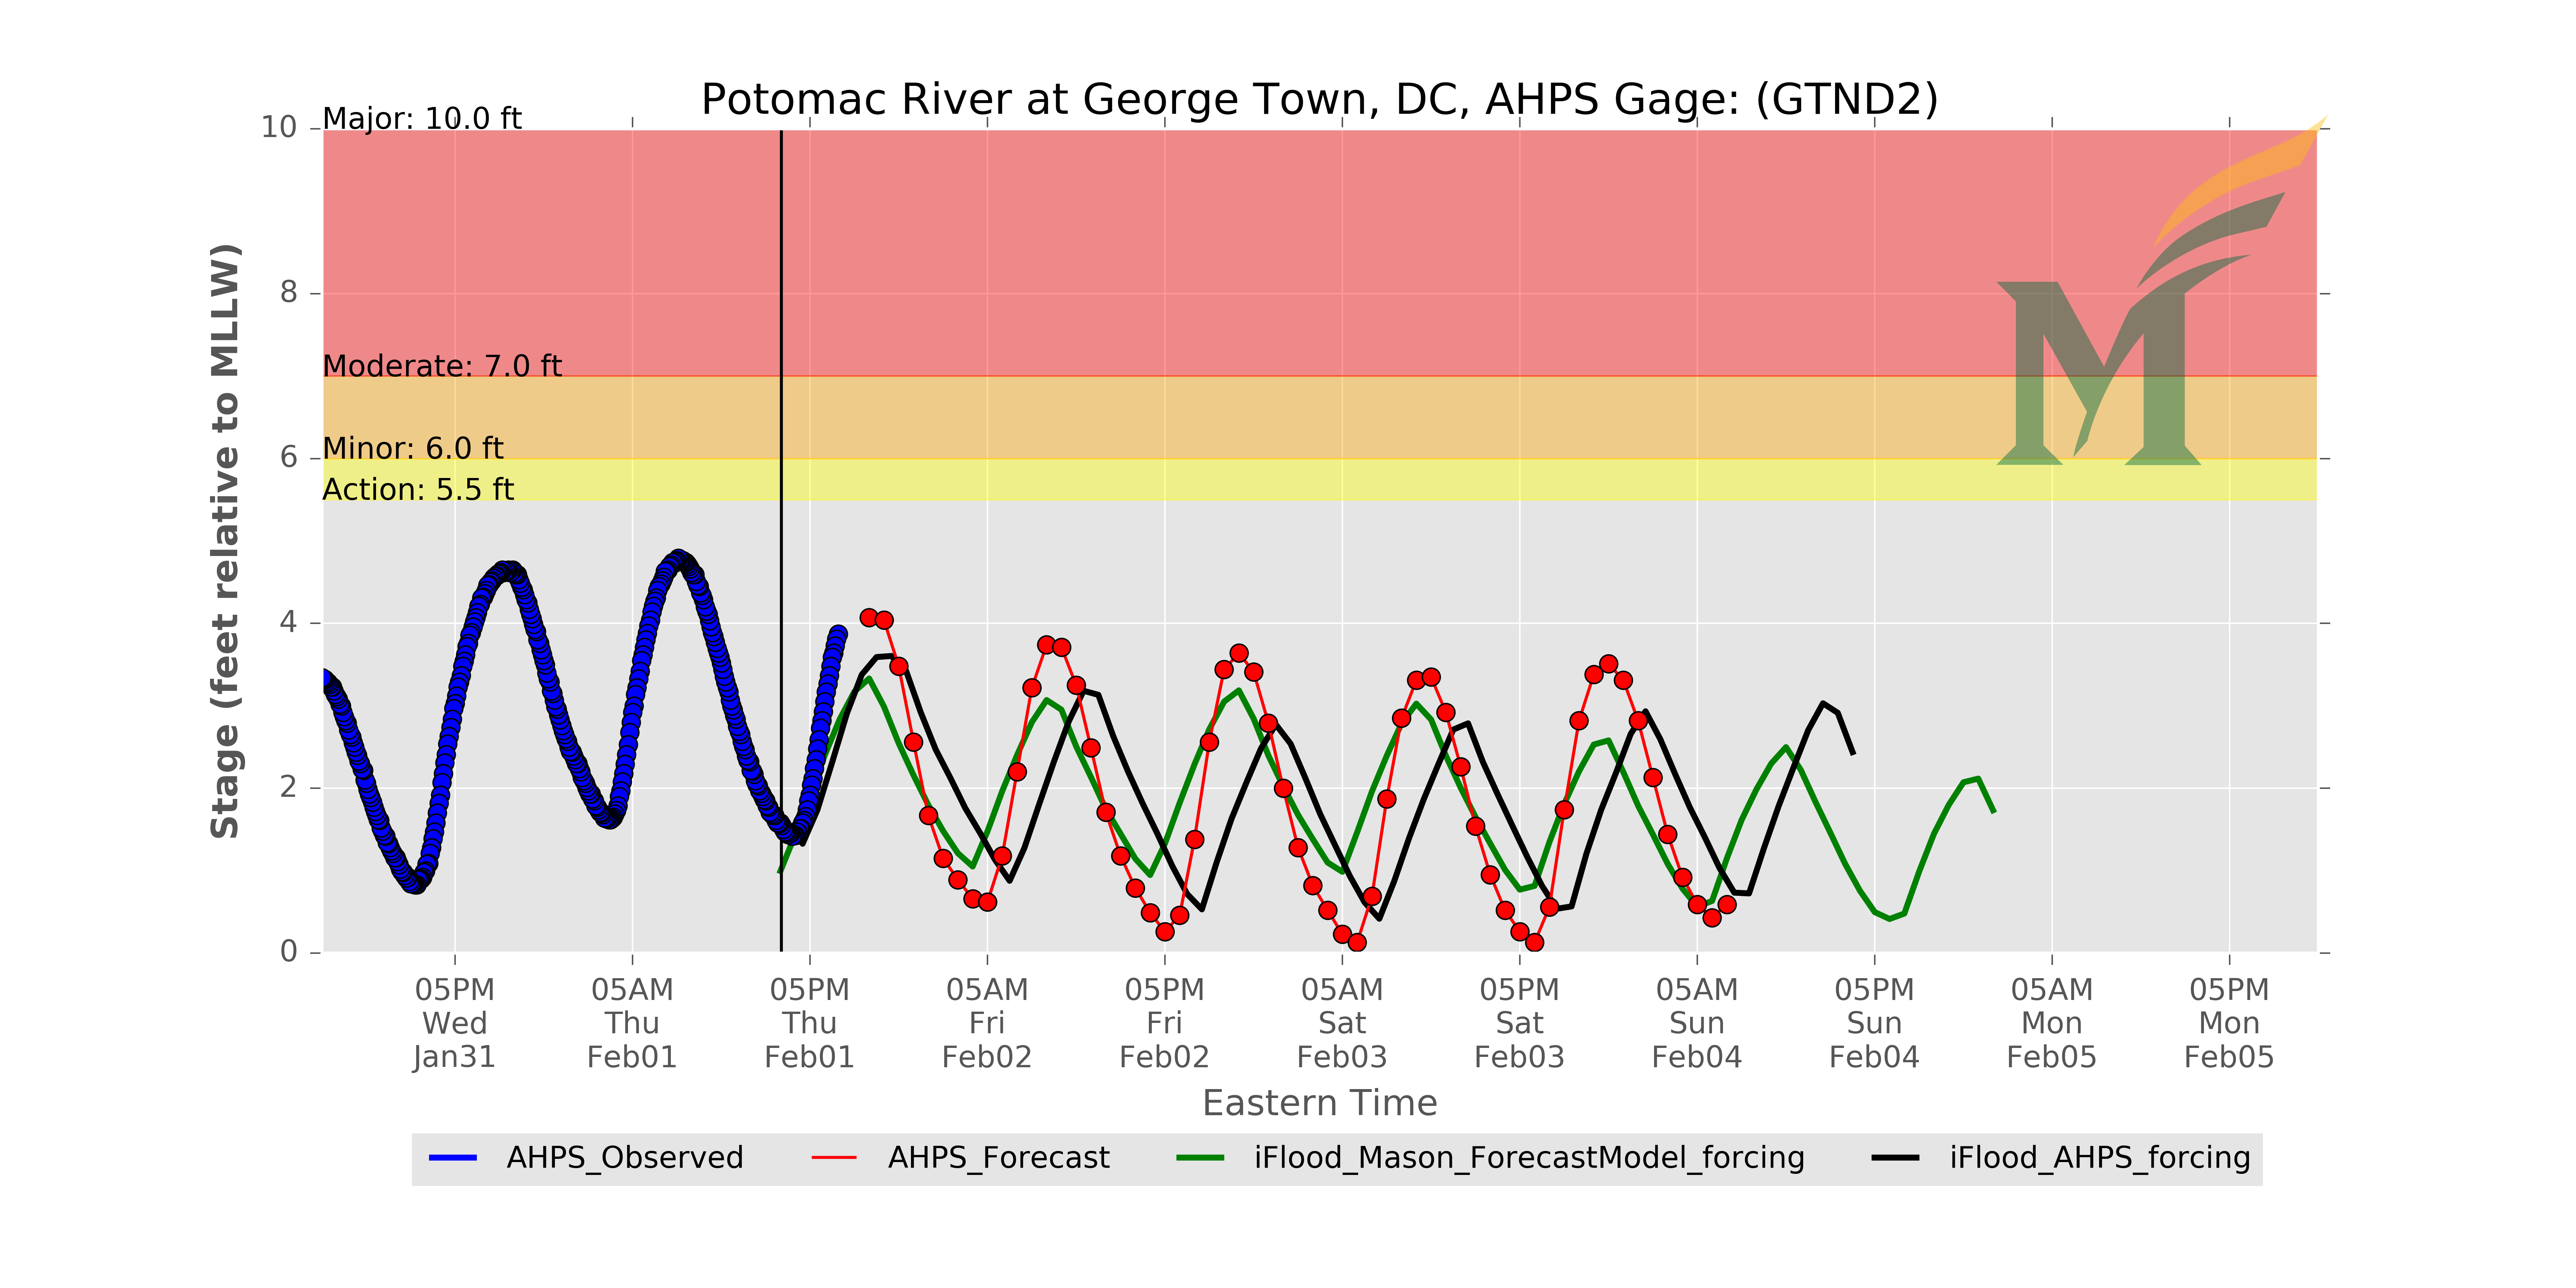 Potomac River at George Town, DC, AHPS Gage: (GTND2)
Major: 10.0 ft
Moderate: 7.0 ft
Minor: 6.0 ft
Action: 5.5 ft
Stage (feet relative to MLLW)
10
8
6
4
2
0
05PM Wed Jan31
05AM Thu Feb01
05PM Thu Feb01
05AM Fri Feb02
05PM Fri Feb02
05AM Sat Feb03
05PM Sat Feb03
05AM Sun Feb04
05PM Sun Feb04
05AM Mon Feb05
05PM Mon Feb05
Eastern Time
AHPS_Observed
AHPS_Forecast
iFlood_Mason_ForecastModel_forcing
iFlood_AHPS_forcing
M